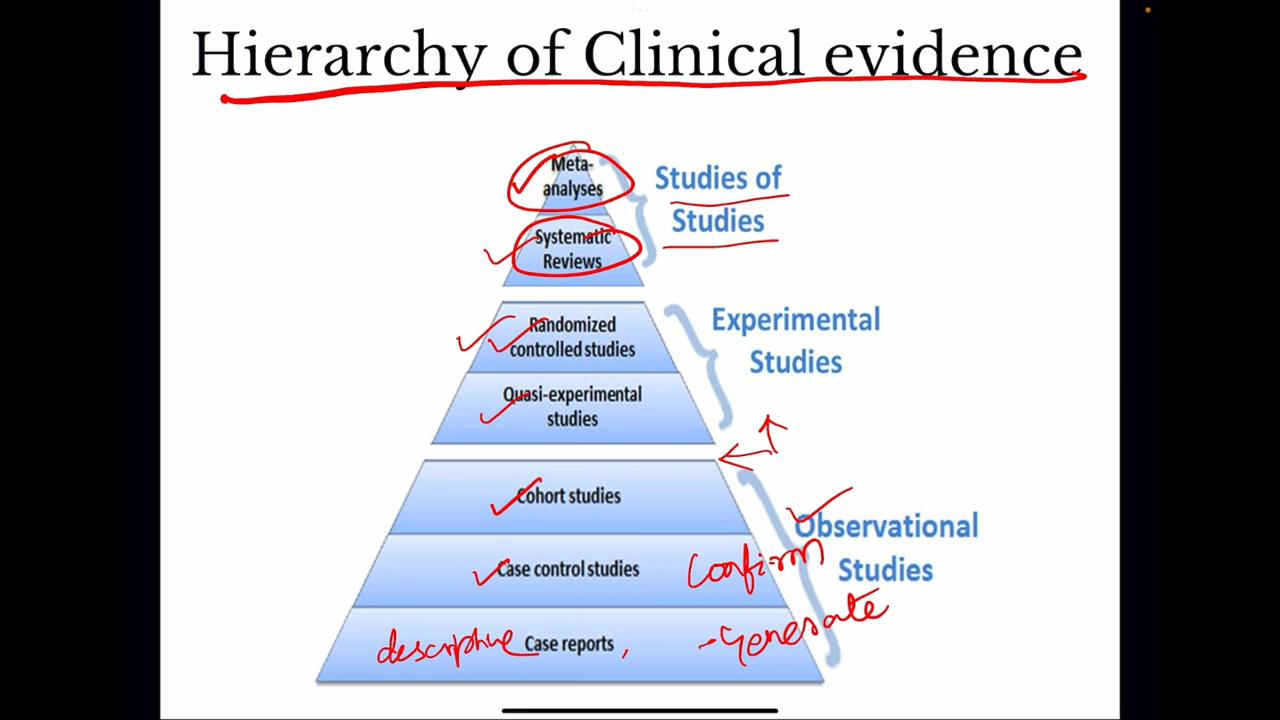 Hierarchy of Clinical evidence
Meta-
analyses
Studies of
Studies
Systematic
Reviews
Randomized
controlled studies
Experimental
Studies
Quasi-experimental
studies
Cohort studies
Observational
Studies
Case control studies
Confirm
descriptive Case reports,
-Generate